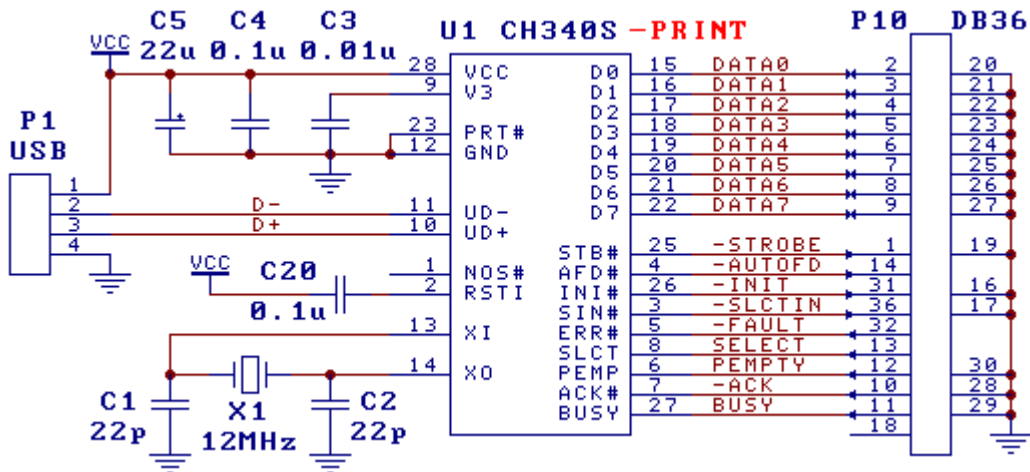 C5 C4 C3 U1 CH340S -PRINT P10 DB36
VCC 22u 0.1u 0.01u
28 VCC D0 15 DATA0 2 20
9 V3 D1 16 DATA1 3 21
D2 17 DATA2 4 22
P1 23 PRT# D3 18 DATA3 5 23
USB 12 GND D4 19 DATA4 6 24
D5 20 DATA5 7 25
1 D6 21 DATA6 8 26
2 D- 11 UD- D7 22 DATA7 9 27
3 D+ 10 UD+
4 STB# 25 -STROBE 1 19
VCC C20 1 NOS# AFD# 4 -AUTOFD 14
0.1u 2 RSTI INI# 26 -INIT 31 16
SIN# 3 -SLCTIN 36 17
13 XI ERR# 5 -FAULT 32
SLCT 8 SELECT 13
14 XO PEMP 6 PEMPTY 12 30
C1 X1 C2 ACK# 7 -ACK 10 28
22p 12MHz 22p BUSY 27 BUSY 11 29
18